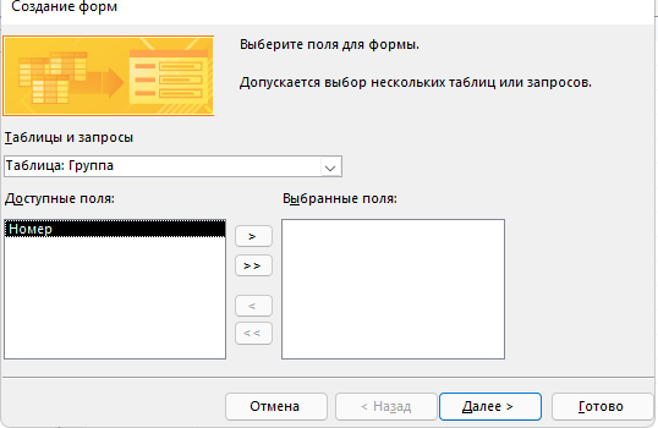 Создание форм
Выберите поля для формы.
Допускается выбор нескольких таблиц или запросов.
Таблицы и запросы
Таблица: Группа
Доступные поля:
Выбранные поля:
Номер
>
>>
<
<<
Отмена
< Назад
Далее >
Готово